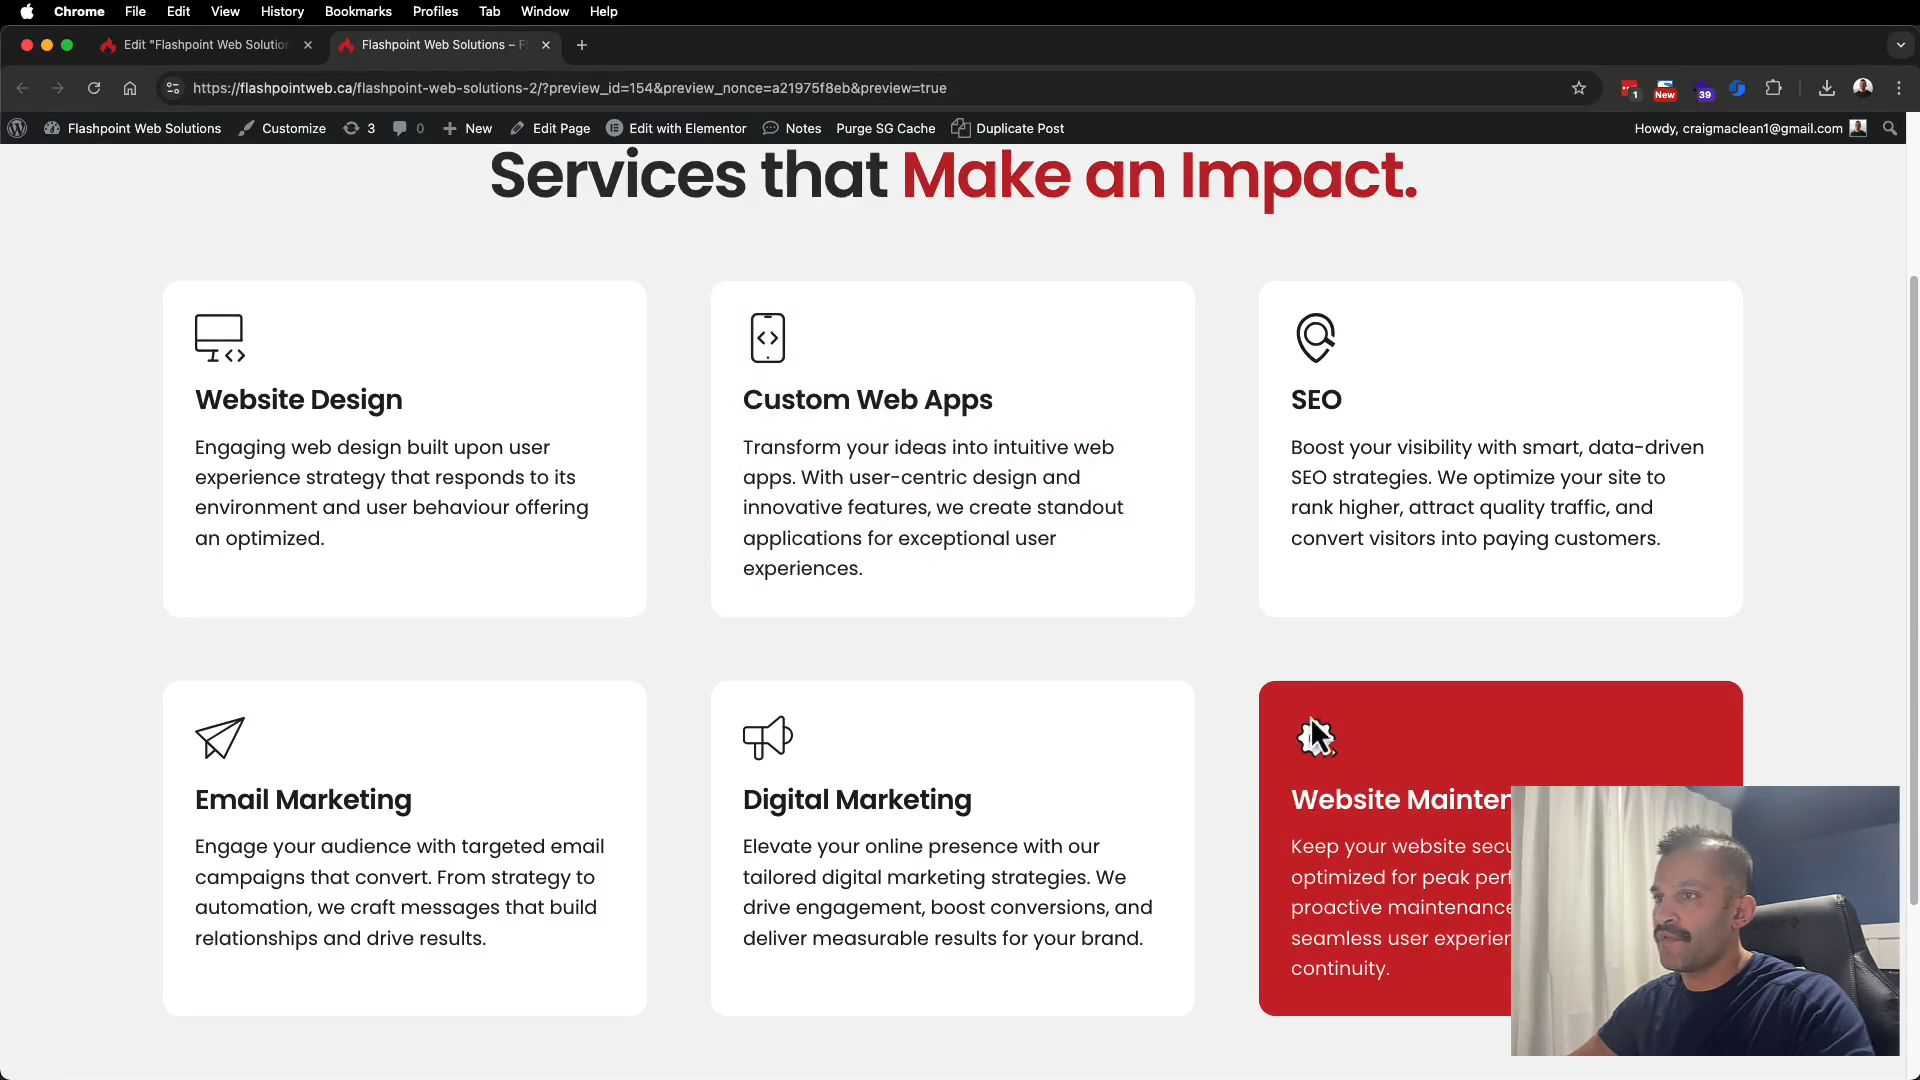 Chrome File Edit View History Bookmarks Profiles Tab Window Help
Edit "Flashpoint Web Solution
Flashpoint Web Solutions – F
https://flashpointweb.ca/flashpoint-web-solutions-2/?preview_id=154&preview_nonce=a21975f8eb&preview=true
1 New 39
Flashpoint Web Solutions Customize 3 0 New Edit Page Edit with Elementor Notes Purge SG Cache Duplicate Post Howdy, craigmaclean1@gmail.com
Services that Make an Impact.
Website Design
Engaging web design built upon user
experience strategy that responds to its
environment and user behaviour offering
an optimized.
Custom Web Apps
Transform your ideas into intuitive web
apps. With user-centric design and
innovative features, we create standout
applications for exceptional user
experiences.
SEO
Boost your visibility with smart, data-driven
SEO strategies. We optimize your site to
rank higher, attract quality traffic, and
convert visitors into paying customers.
Email Marketing
Engage your audience with targeted email
campaigns that convert. From strategy to
automation, we craft messages that build
relationships and drive results.
Digital Marketing
Elevate your online presence with our
tailored digital marketing strategies. We
drive engagement, boost conversions, and
deliver measurable results for your brand.
Website Mainten
Keep your website secu
optimized for peak perf
proactive maintenance
seamless user experien
continuity.